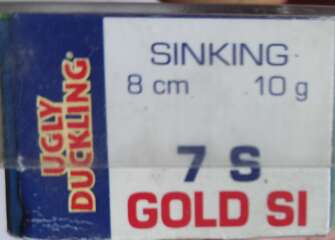 UGLY
DUCKLING
SINKING
8 cm 10 g
7 S
GOLD SI